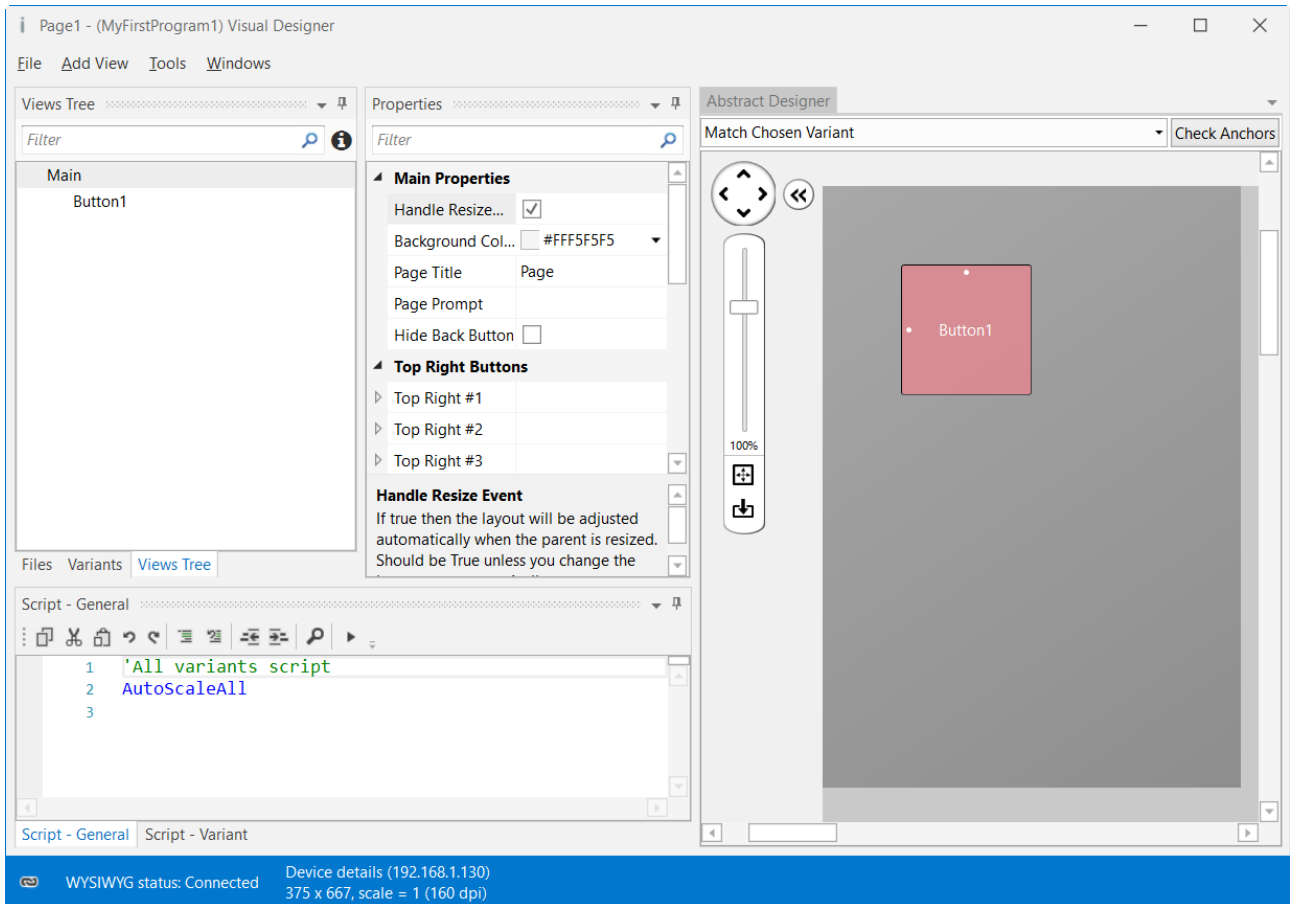 Page1 - (MyFirstProgram1) Visual Designer
File Add View Tools Windows
Views Tree
Filter
Main
Button1
Files Variants Views Tree
Properties
Filter
Main Properties
Handle Resize...
Background Col... #FFF5F5F5
Page Title Page
Page Prompt
Hide Back Button
Top Right Buttons
Top Right #1
Top Right #2
Top Right #3
Handle Resize Event
If true then the layout will be adjusted
automatically when the parent is resized.
Should be True unless you change the
Abstract Designer
Match Chosen Variant Check Anchors
100%
Button1
Script - General
1 'All variants script
2 AutoScaleAll
3
Script - General Script - Variant
WYSIWYG status: Connected
Device details (192.168.1.130)
375 x 667, scale = 1 (160 dpi)